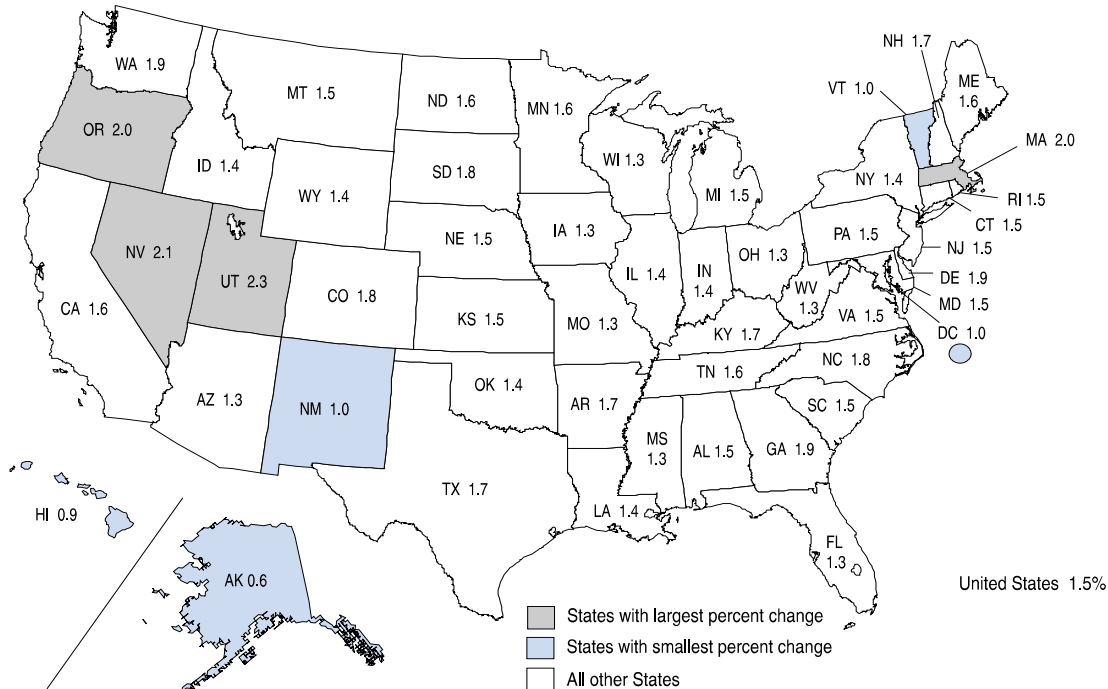 WA 1.9
OR 2.0
ID 1.4
MT 1.5
ND 1.6
MN 1.6
WY 1.4
SD 1.8
WI 1.3
MI 1.5
NH 1.7
VT 1.0
ME
1.6
MA 2.0
NY 1.4
RI 1.5
CT 1.5
NV 2.1
UT 2.3
CA 1.6
CO 1.8
NE 1.5
IA 1.3
IL 1.4
IN
1.4
OH 1.3
PA 1.5
NJ 1.5
DE 1.9
MD 1.5
DC 1.0
WV
1.3
VA 1.5
KS 1.5
MO 1.3
KY 1.7
NC 1.8
TN 1.6
AZ 1.3
NM 1.0
OK 1.4
AR 1.7
SC 1.5
MS
1.3
AL 1.5
GA 1.9
TX 1.7
LA 1.4
FL
1.3
HI 0.9
AK 0.6
United States 1.5%
States with largest percent change
States with smallest percent change
All other States